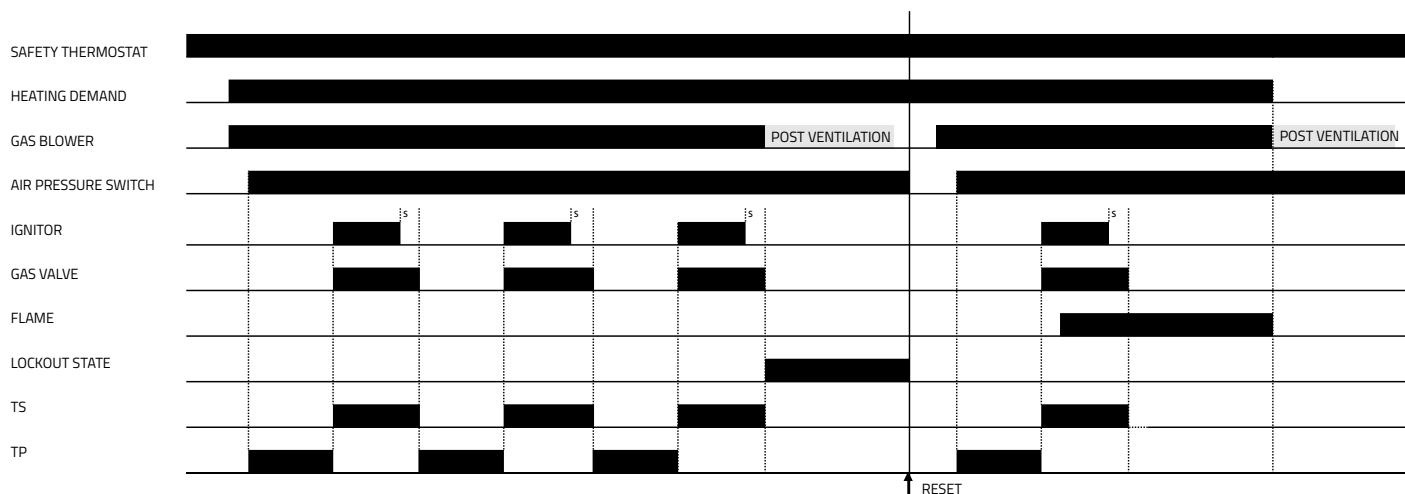 SAFETY THERMOSTAT
HEATING DEMAND
GAS BLOWER POST VENTILATION POST VENTILATION
AIR PRESSURE SWITCH
s s s s
IGNITOR
GAS VALVE
FLAME
LOCKOUT STATE
TS
TP
RESET